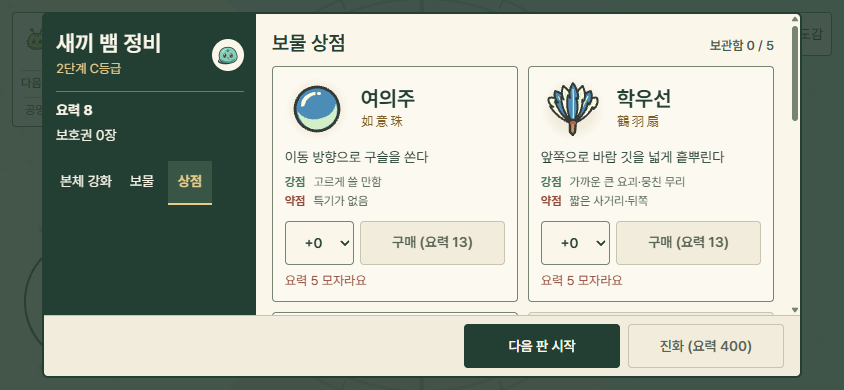 새끼 뱀 정비
2단계 C등급
요력 8
보호권 0장
본체 강화 보물 상점
보물 상점
보관함 0 / 5
여의주
如意珠
이동 방향으로 구슬을 쏜다
강점 고르게 쓸 만함
약점 특기가 없음
+0 구매 (요력 13)
요력 5 모자라요
학우선
鶴羽扇
앞쪽으로 바람 깃을 넓게 흩뿌린다
강점 가까운 큰 요괴·뭉친 무리
약점 짧은 사거리·뒤쪽
+0 구매 (요력 13)
요력 5 모자라요
다음 판 시작 진화 (요력 400)
다음
공명
도감